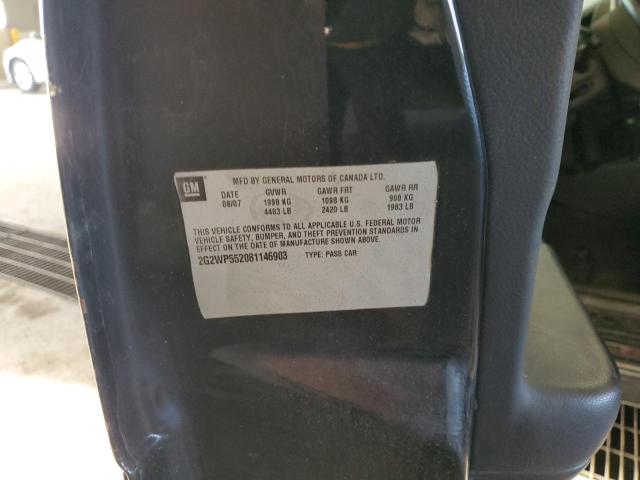 GM
MFD BY GENERAL MOTORS OF CANADA LTD.
DATE GVWR GAWR FRT GAWR RR
08/07 1998 KG 1098 KG 900 KG
4403 LB 2420 LB 1983 LB
THIS VEHICLE CONFORMS TO ALL APPLICABLE U.S. FEDERAL MOTOR
VEHICLE SAFETY, BUMPER, AND THEFT PREVENTION STANDARDS IN
EFFECT ON THE DATE OF MANUFACTURE SHOWN ABOVE.
2G2WP552081146903 TYPE: PASS CAR